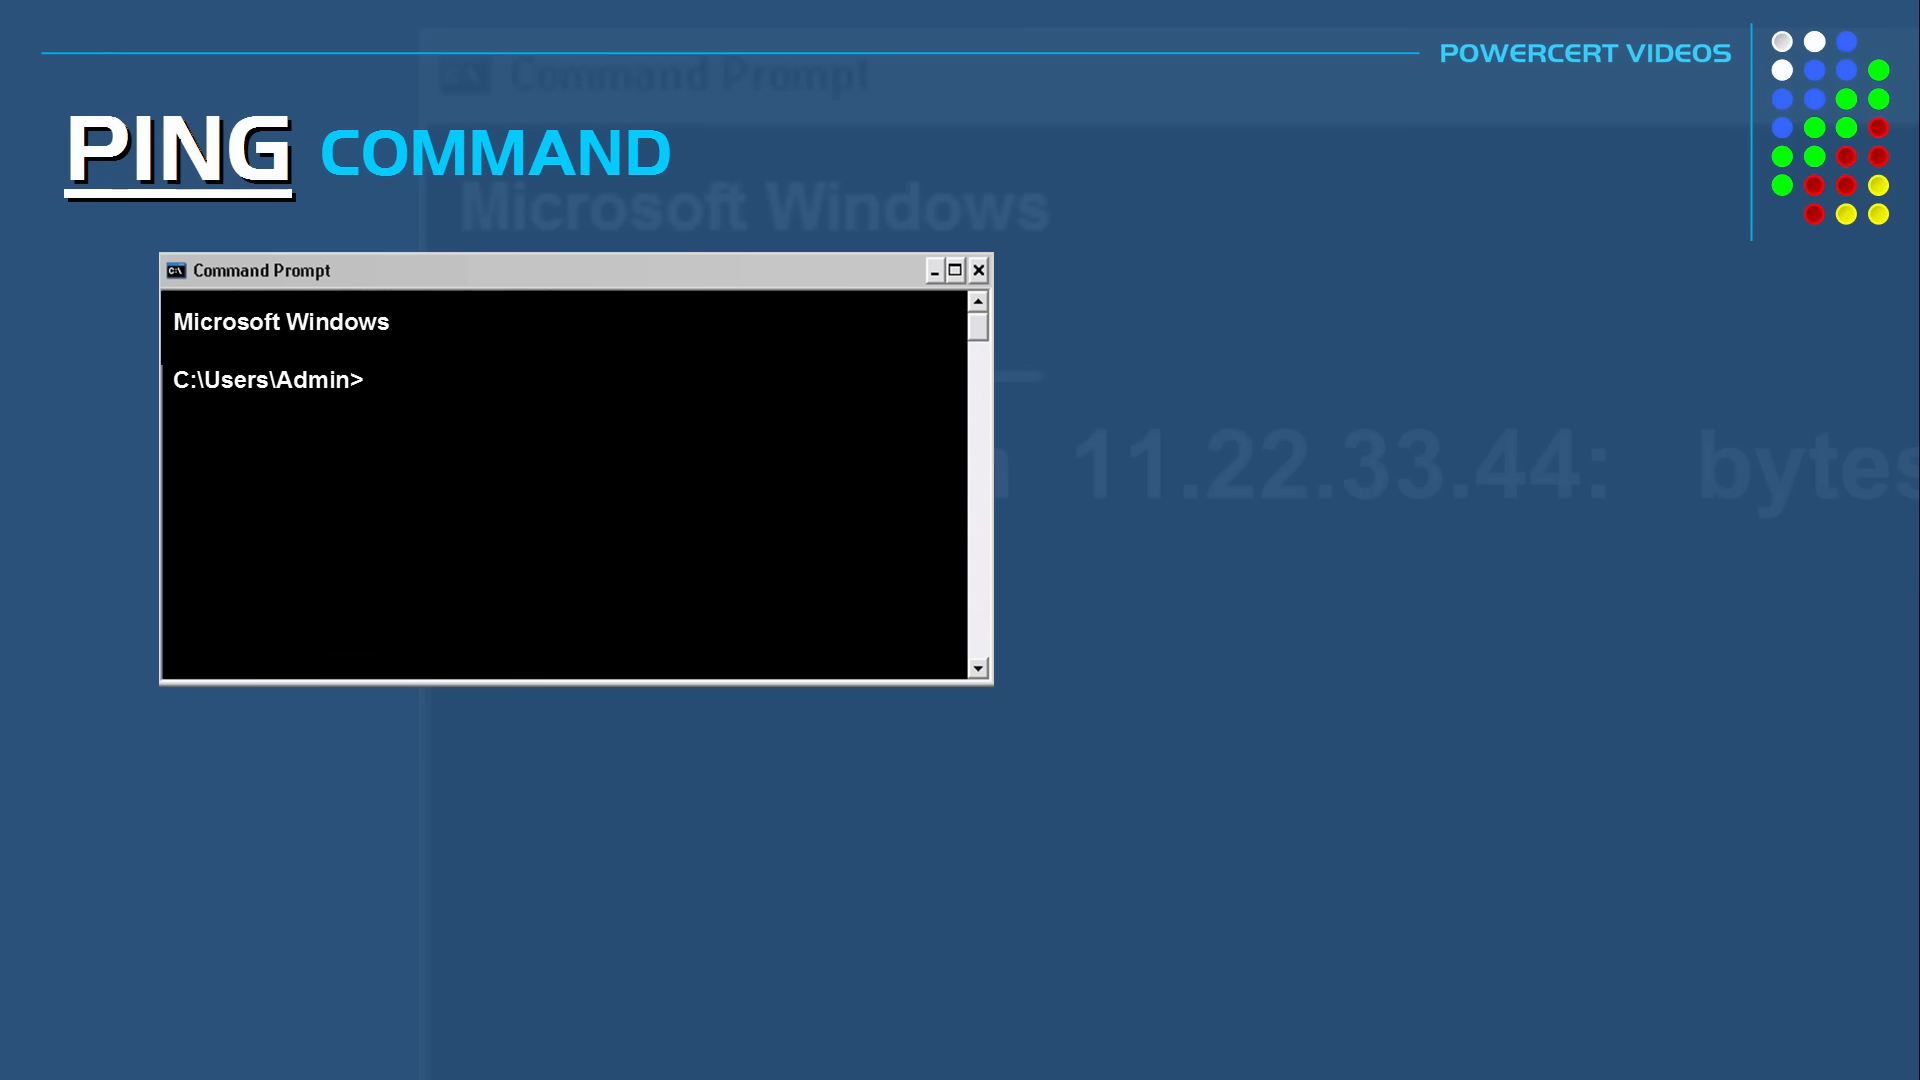 POWERCERT VIDEOS
PING COMMAND
Command Prompt
Microsoft Windows
Command Prompt
Microsoft Windows
C:\Users\Admin>
11.22.33.44: bytes